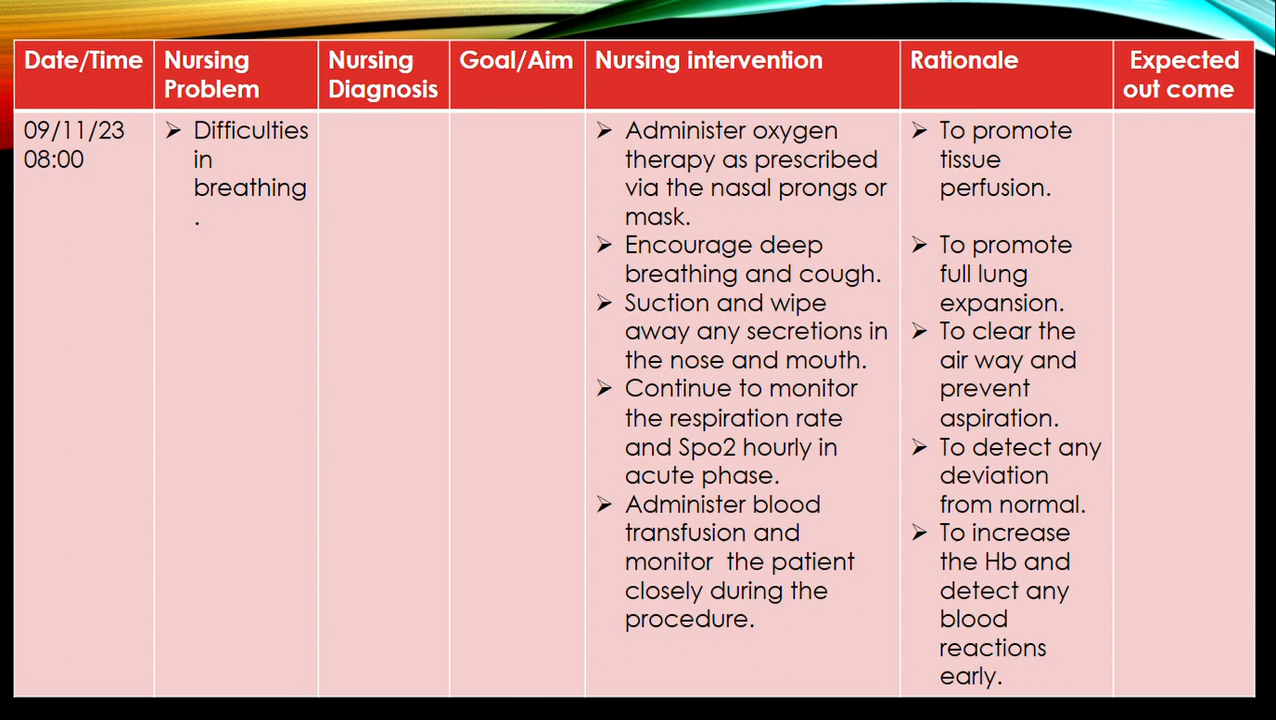 Date/Time
Nursing
Problem
Nursing
Diagnosis
Goal/Aim
Nursing intervention
Rationale
Expected
out come
09/11/23
08:00
➢ Difficulties
in
breathing
.
➢ Administer oxygen
therapy as prescribed
via the nasal prongs or
mask.
➢ Encourage deep
breathing and cough.
➢ Suction and wipe
away any secretions in
the nose and mouth.
➢ Continue to monitor
the respiration rate
and Spo2 hourly in
acute phase.
➢ Administer blood
transfusion and
monitor the patient
closely during the
procedure.
➢ To promote
tissue
perfusion.
➢ To promote
full lung
expansion.
➢ To clear the
air way and
prevent
aspiration.
➢ To detect any
deviation
from normal.
➢ To increase
the Hb and
detect any
blood
reactions
early.